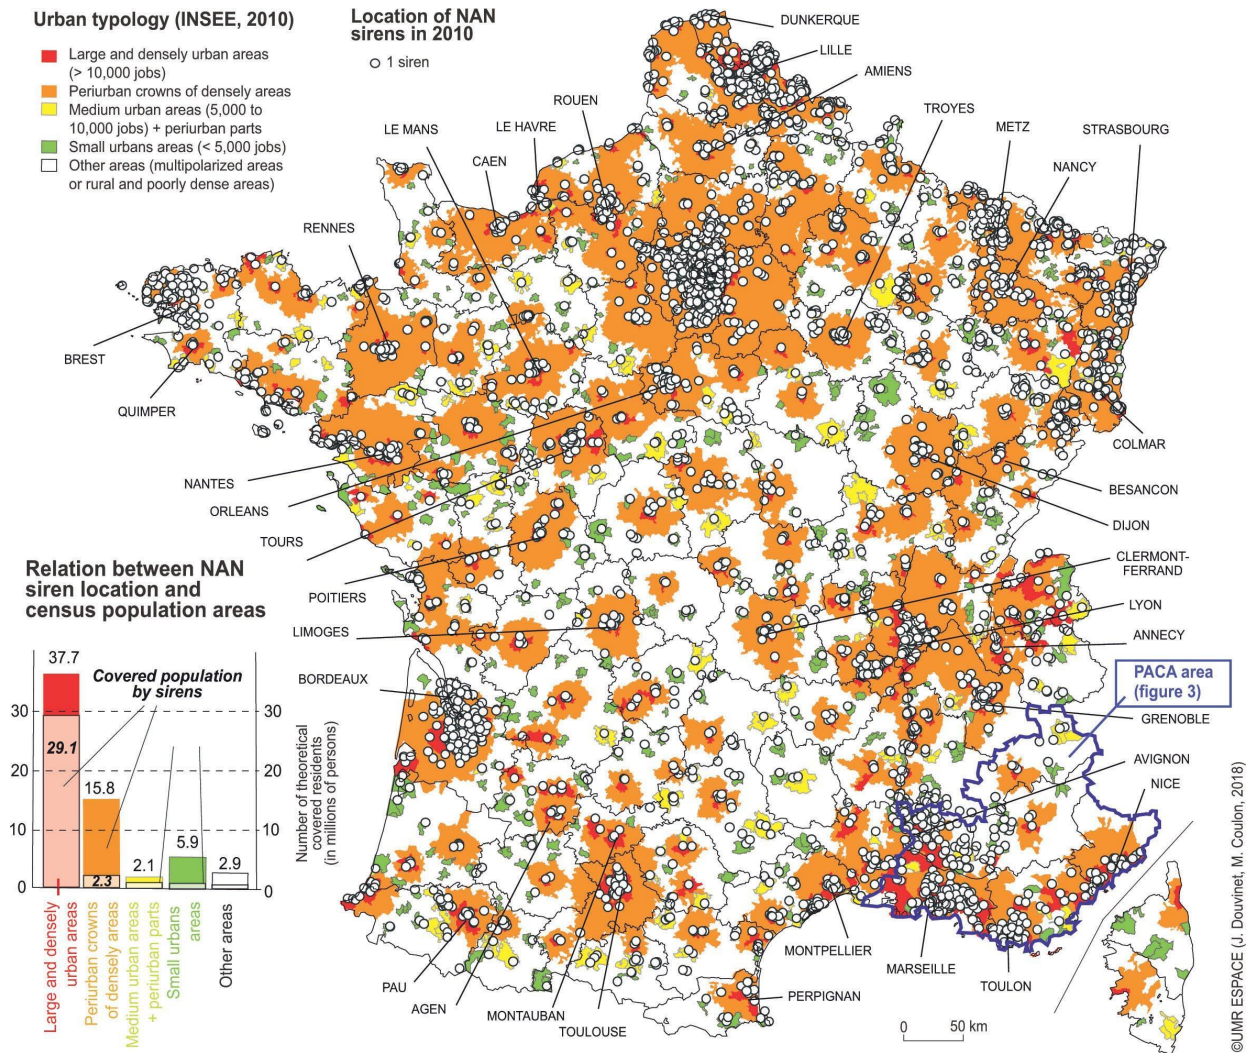 Urban typology (INSEE, 2010)
Large and densely urban areas
(> 10,000 jobs)
Periurban crowns of densely areas
Medium urban areas (5,000 to
10,000 jobs) + periurban parts
Small urbans areas (< 5,000 jobs)
Other areas (multipolarized areas
or rural and poorly dense areas)
Location of NAN
sirens in 2010
1 siren
DUNKERQUE
LILLE
AMIENS
ROUEN
TROYES
LE MANS
LE HAVRE
METZ
STRASBOURG
CAEN
NANCY
RENNES
BREST
QUIMPER
COLMAR
NANTES
BESANCON
ORLEANS
DIJON
TOURS
CLERMONT-
FERRAND
POITIERS
LYON
LIMOGES
ANNECY
BORDEAUX
PACA area
(figure 3)
GRENOBLE
AVIGNON
NICE
MONTPELLIER
MARSEILLE
TOULON
PAU
AGEN
MONTAUBAN
TOULOUSE
PERPIGNAN
0 50 km
Relation between NAN
siren location and
census population areas
37.7
Covered population
by sirens
30
30
29.1
20
20
15.8
10
10
5.9
2.1
2.9
2.3
0
0
Number of theoretical
covered residents
(in millions of persons)
Large and densely
urban areas
Periurban crowns
of densely areas
Medium urban areas
+ periurban parts
Small urbans
areas
Other areas
©UMR ESPACE (J. Douvinet, M. Coulon, 2018)